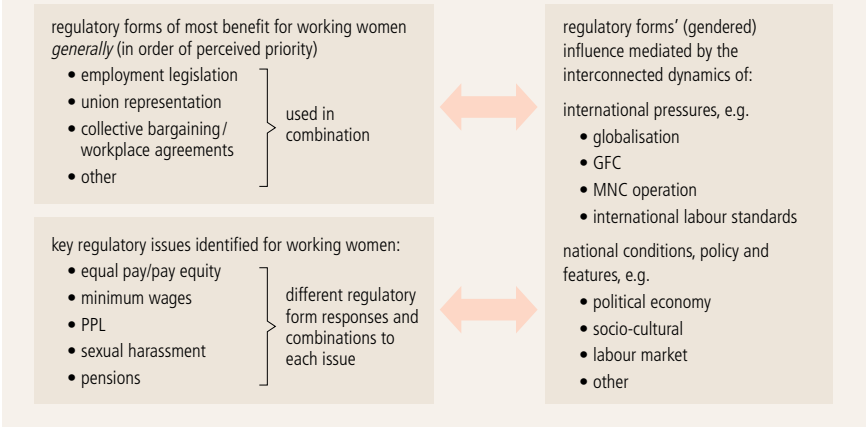 regulatory forms of most benefit for working women
generally (in order of perceived priority)
• employment legislation
• union representation
• collective bargaining/
workplace agreements
• other
used in
combination
key regulatory issues identified for working women:
• equal pay/pay equity
• minimum wages
• PPL
• sexual harassment
• pensions
different regulatory
form responses and
combinations to
each issue
regulatory forms’ (gendered)
influence mediated by the
interconnected dynamics of:
international pressures, e.g.
• globalisation
• GFC
• MNC operation
• international labour standards
national conditions, policy and
features, e.g.
• political economy
• socio-cultural
• labour market
• other